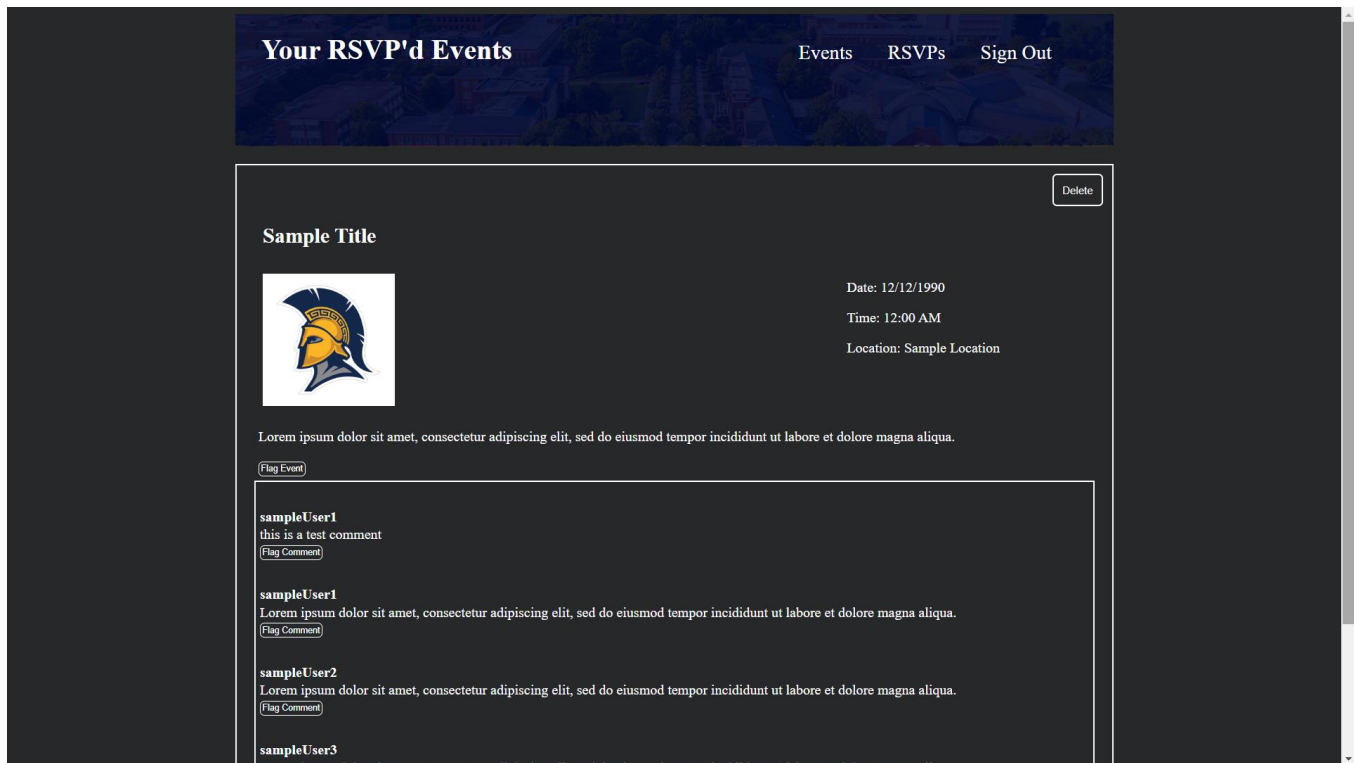 Your RSVP'd Events
Events RSVPs Sign Out
Delete
Sample Title
Date: 12/12/1990
Time: 12:00 AM
Location: Sample Location
Lorem ipsum dolor sit amet, consectetur adipiscing elit, sed do eiusmod tempor incididunt ut labore et dolore magna aliqua.
Flag Event
sampleUser1
this is a test comment
Flag Comment
sampleUser1
Lorem ipsum dolor sit amet, consectetur adipiscing elit, sed do eiusmod tempor incididunt ut labore et dolore magna aliqua.
Flag Comment
sampleUser2
Lorem ipsum dolor sit amet, consectetur adipiscing elit, sed do eiusmod tempor incididunt ut labore et dolore magna aliqua.
Flag Comment
sampleUser3